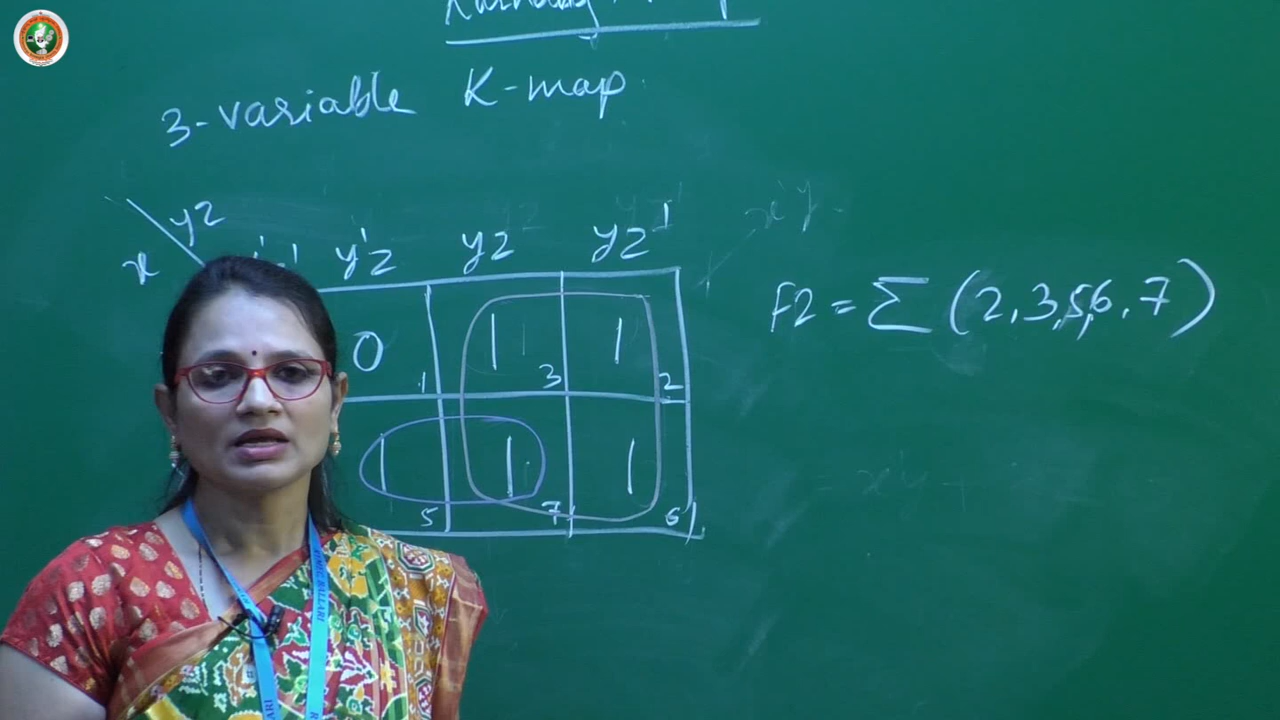 3-variable K-map
yz
x
y'z yz yz'
0 1 1
1 3 2
1 1 1
5 7 6
F2 = Σ (2,3,5,6,7)